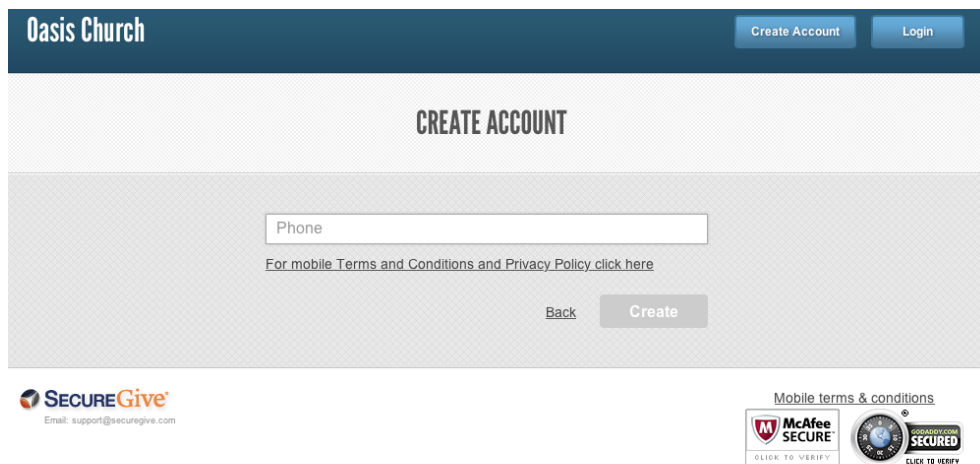 Oasis Church
Create Account
Login
CREATE ACCOUNT
Phone
For mobile Terms and Conditions and Privacy Policy click here
Back
Create
SECUREGive
Email: support@securegive.com
Mobile terms & conditions
McAfee
SECURE
CLICK TO VERIFY
GODADDY.COM
SECURED
CLICK TO VERIFY